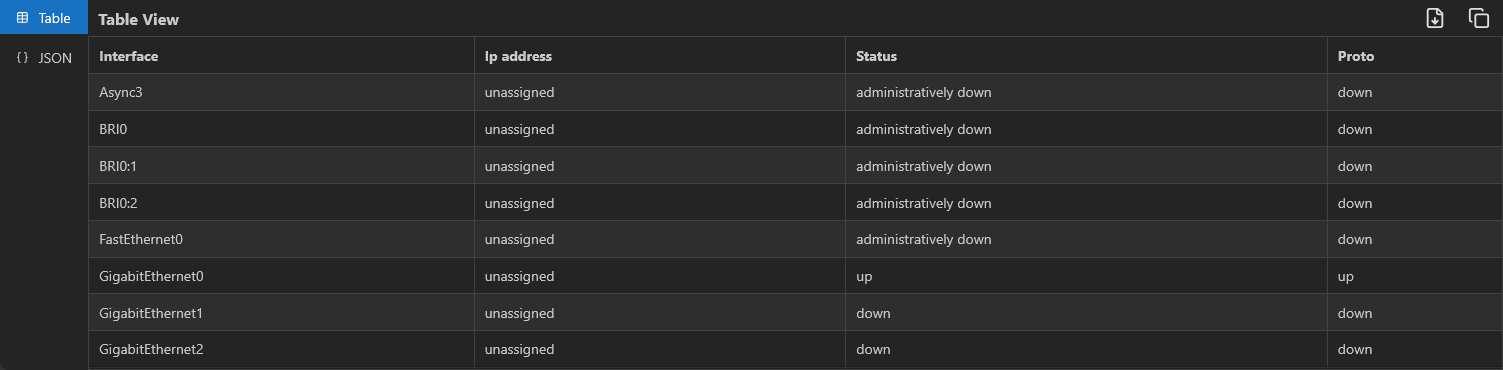 Table Table View
{ } JSON Interface Ip address Status Proto
Async3 unassigned administratively down down
BRI0 unassigned administratively down down
BRI0:1 unassigned administratively down down
BRI0:2 unassigned administratively down down
FastEthernet0 unassigned administratively down down
GigabitEthernet0 unassigned up up
GigabitEthernet1 unassigned down down
GigabitEthernet2 unassigned down down